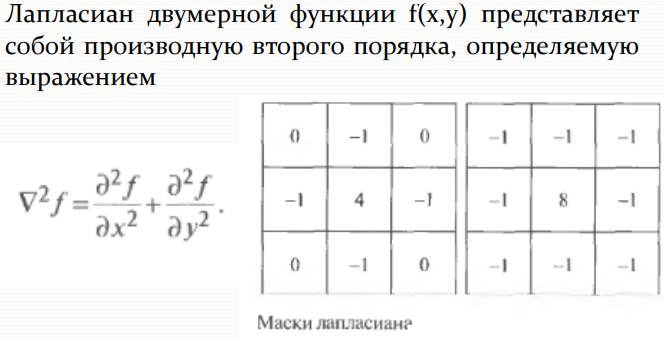 Лапласиан двумерной функции f(x,y) представляет
собой производную второго порядка, определяемую
выражением
∇²f = ∂²f/∂x² + ∂²f/∂y².
0 −1 0
−1 4 −1
0 −1 0
−1 −1 −1
−1 8 −1
−1 −1 −1
Маски лапласиана